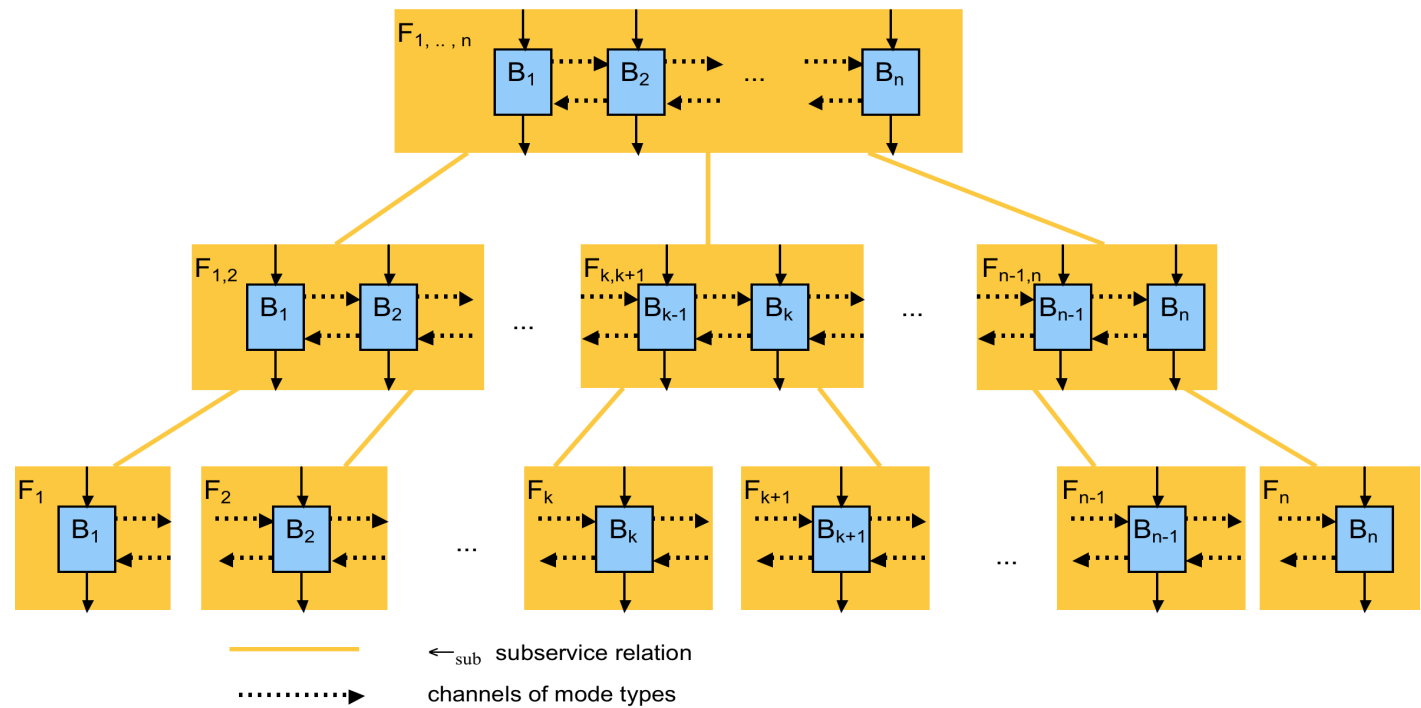 F1, .. , n
B1 B2 ... Bn
F1,2 Fk,k+1 Fn-1,n
B1 B2 ... Bk-1 Bk ... Bn-1 Bn
F1 F2 Fk Fk+1 Fn-1 Fn
B1 B2 ... Bk Bk+1 ... Bn-1 Bn
←sub subservice relation
channels of mode types